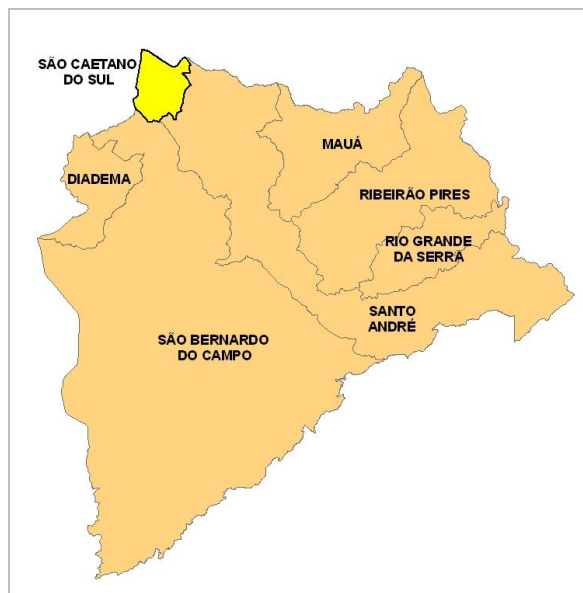 SÃO CAETANO
DO SUL
MAUÁ
DIADEMA
RIBEIRÃO PIRES
RIO GRANDE
DA SERRA
SANTO
ANDRÉ
SÃO BERNARDO
DO CAMPO